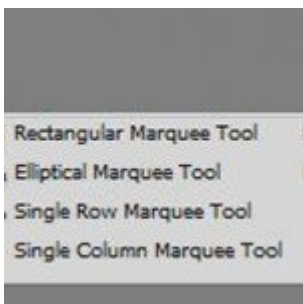 Rectangular Marquee Tool
Elliptical Marquee Tool
Single Row Marquee Tool
Single Column Marquee Tool